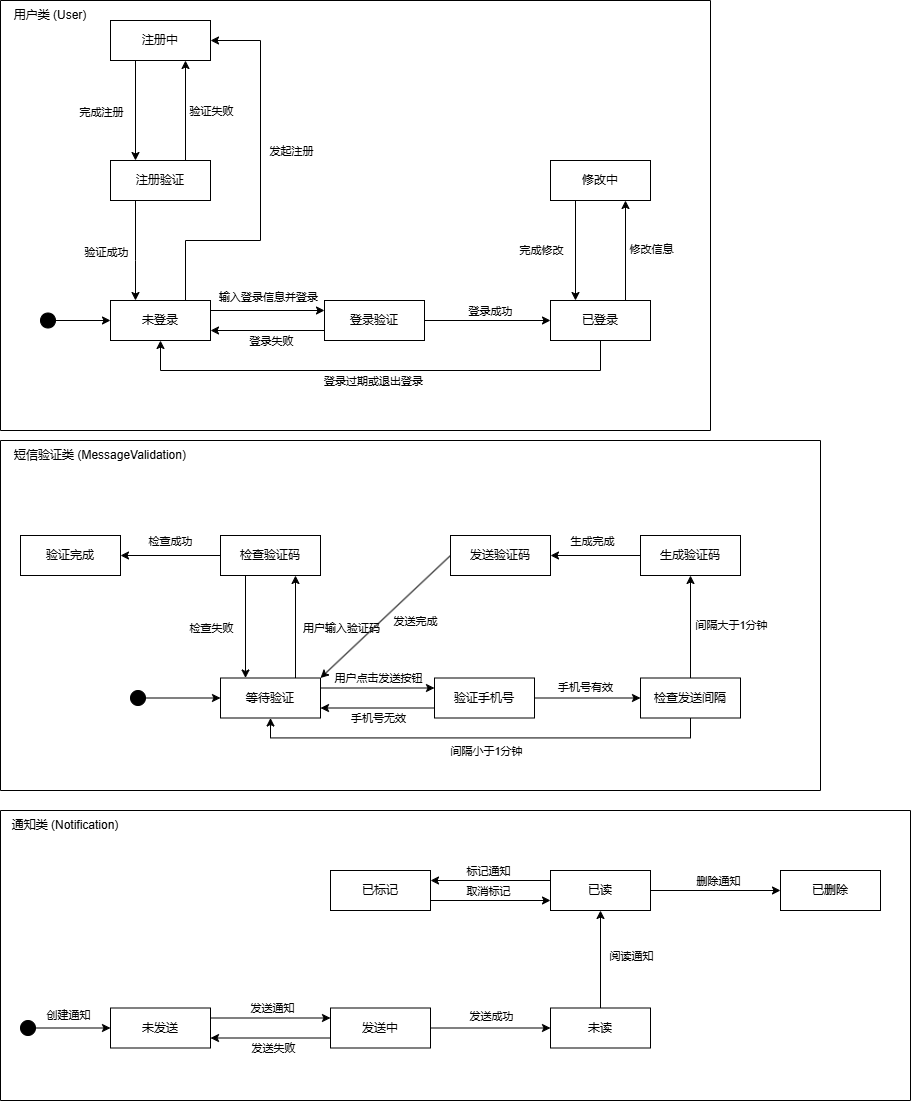 用户类 (User)
注册中
完成注册
验证失败
发起注册
注册验证
修改中
验证成功
完成修改
修改信息
输入登录信息并登录
未登录
登录验证
登录成功
已登录
登录失败
登录过期或退出登录
短信验证类 (MessageValidation)
验证完成
检查成功
检查验证码
发送验证码
生成完成
生成验证码
检查失败
用户输入验证码
发送完成
间隔大于1分钟
等待验证
用户点击发送按钮
验证手机号
手机号有效
检查发送间隔
手机号无效
间隔小于1分钟
通知类 (Notification)
已标记
标记通知
取消标记
已读
删除通知
已删除
阅读通知
创建通知
未发送
发送通知
发送中
发送成功
未读
发送失败